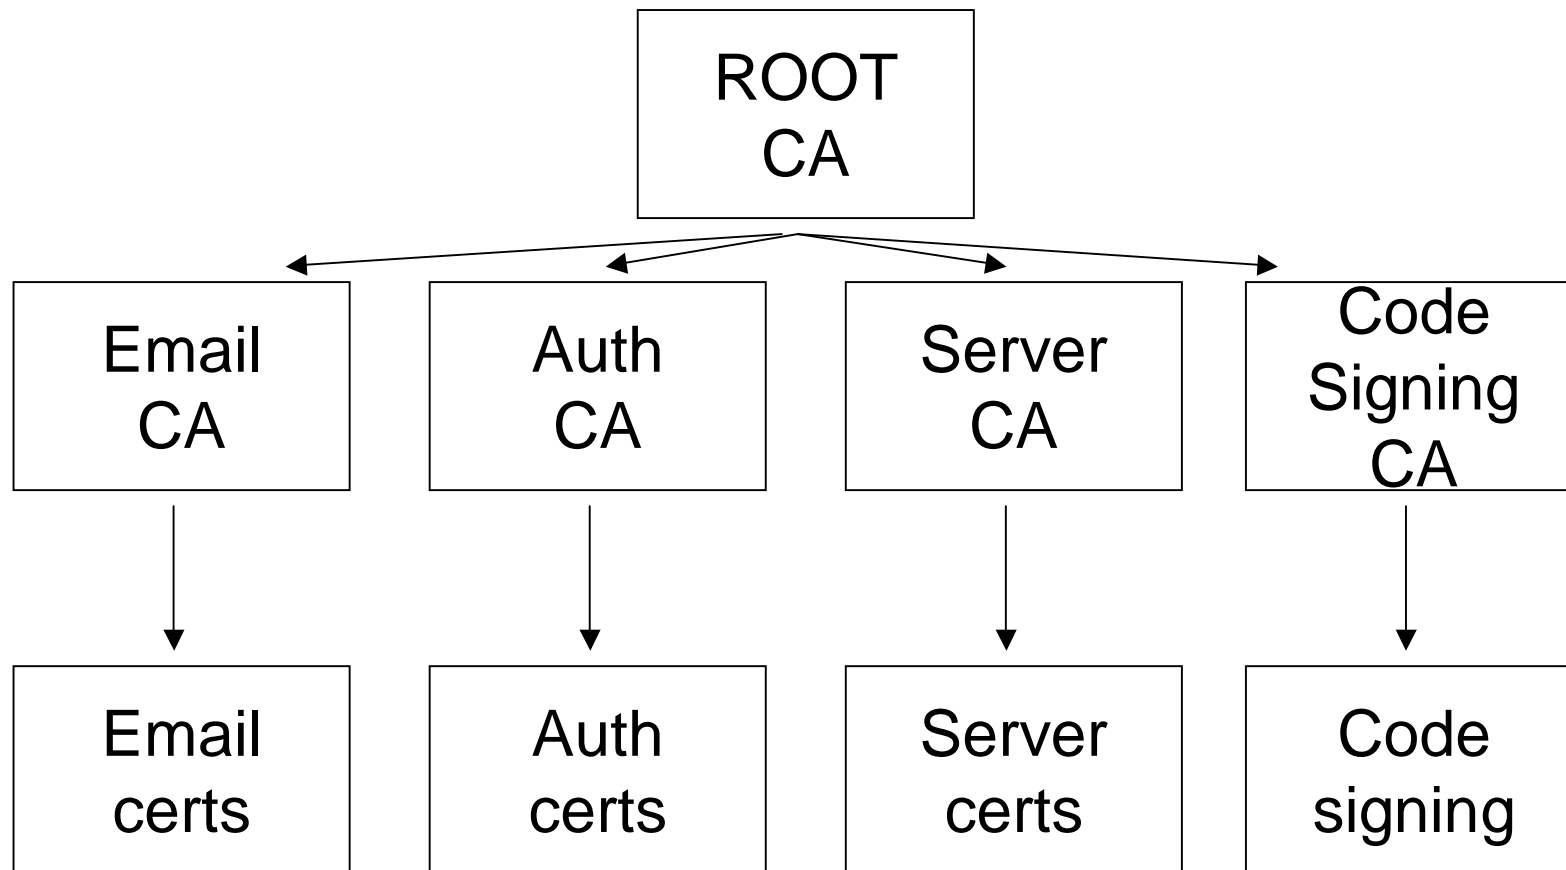 ROOT
CA
Email
CA
Auth
CA
Server
CA
Code
Signing
CA
Email
certs
Auth
certs
Server
certs
Code
signing